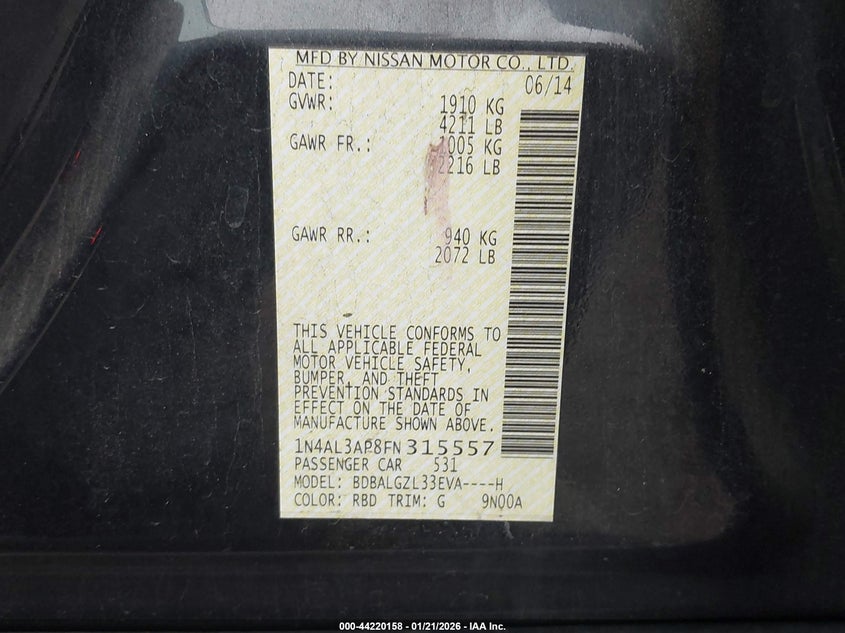 MFD BY NISSAN MOTOR CO., LTD.
DATE: 06/14
GVWR: 1910 KG
4211 LB
GAWR FR.: 1005 KG
2216 LB
GAWR RR.: 940 KG
2072 LB
THIS VEHICLE CONFORMS TO
ALL APPLICABLE FEDERAL
MOTOR VEHICLE SAFETY,
BUMPER, AND THEFT
PREVENTION STANDARDS IN
EFFECT ON THE DATE OF
MANUFACTURE SHOWN ABOVE.
1N4AL3AP8FN315557
PASSENGER CAR 531
MODEL: BDBALGZL33EVA----H
COLOR: RBD TRIM: G 9N00A
000-44220158 - 01/21/2026 - IAA Inc.